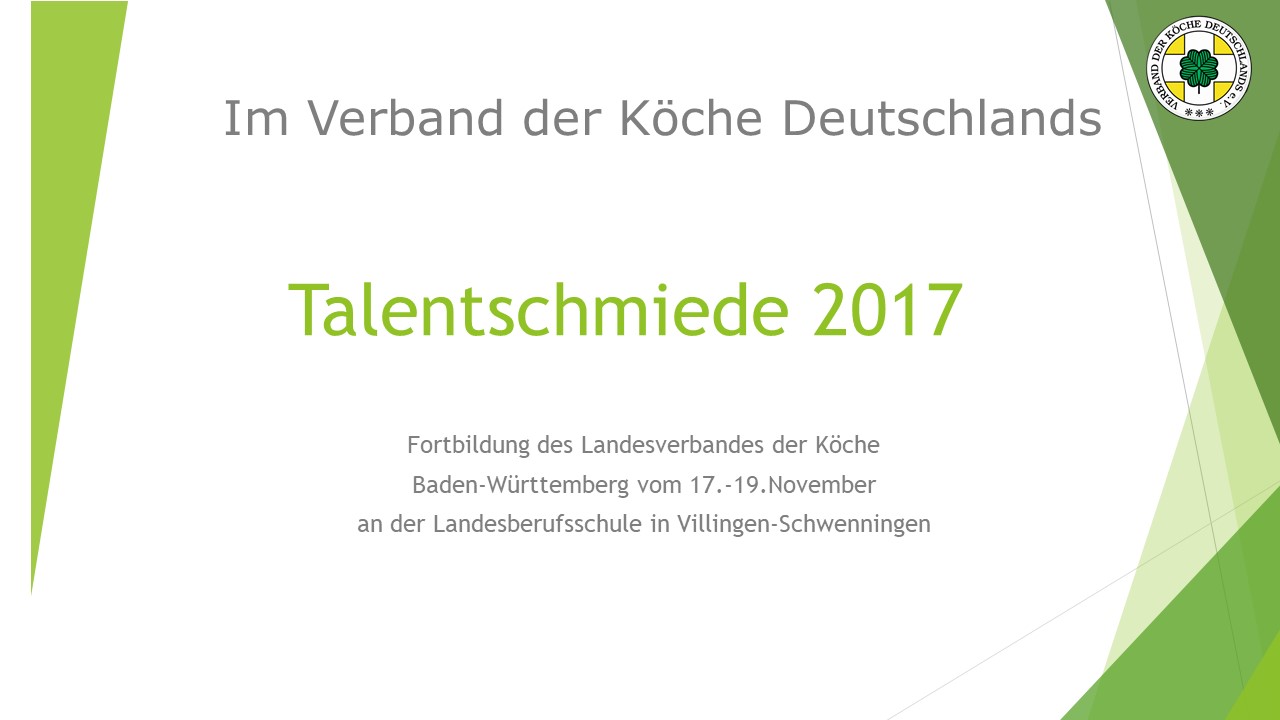 Im Verband der Köche Deutschlands
VERBAND DER KÖCHE DEUTSCHLANDS e.V.
Talentschmiede 2017
Fortbildung des Landesverbandes der Köche
Baden-Württemberg vom 17.-19.November
an der Landesberufsschule in Villingen-Schwenningen